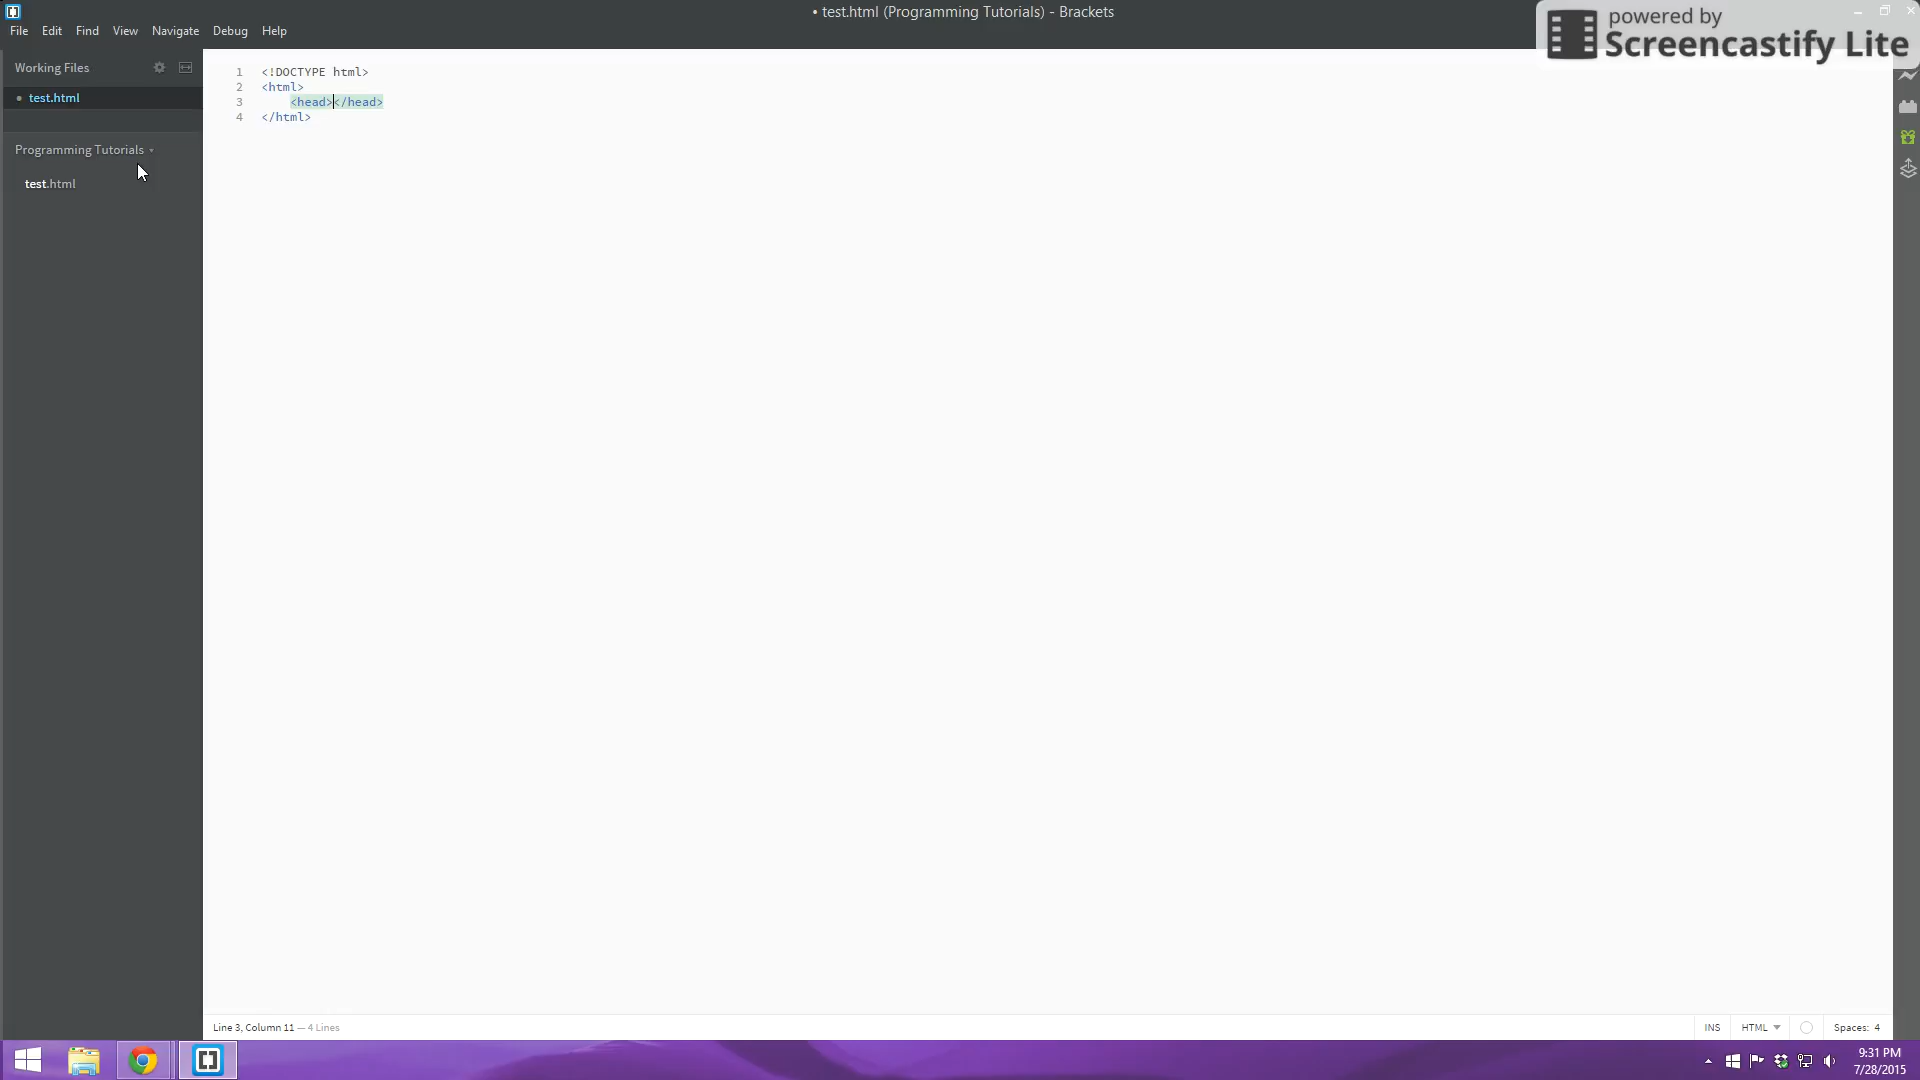 • test.html (Programming Tutorials) - Brackets
powered by
Screencastify Lite
File Edit Find View Navigate Debug Help
Working Files
• test.html
Programming Tutorials
test.html
1 <!DOCTYPE html>
2 <html>
3 <head></head>
4 </html>
Line 3, Column 11 — 4 Lines
INS HTML Spaces: 4
9:31 PM
7/28/2015